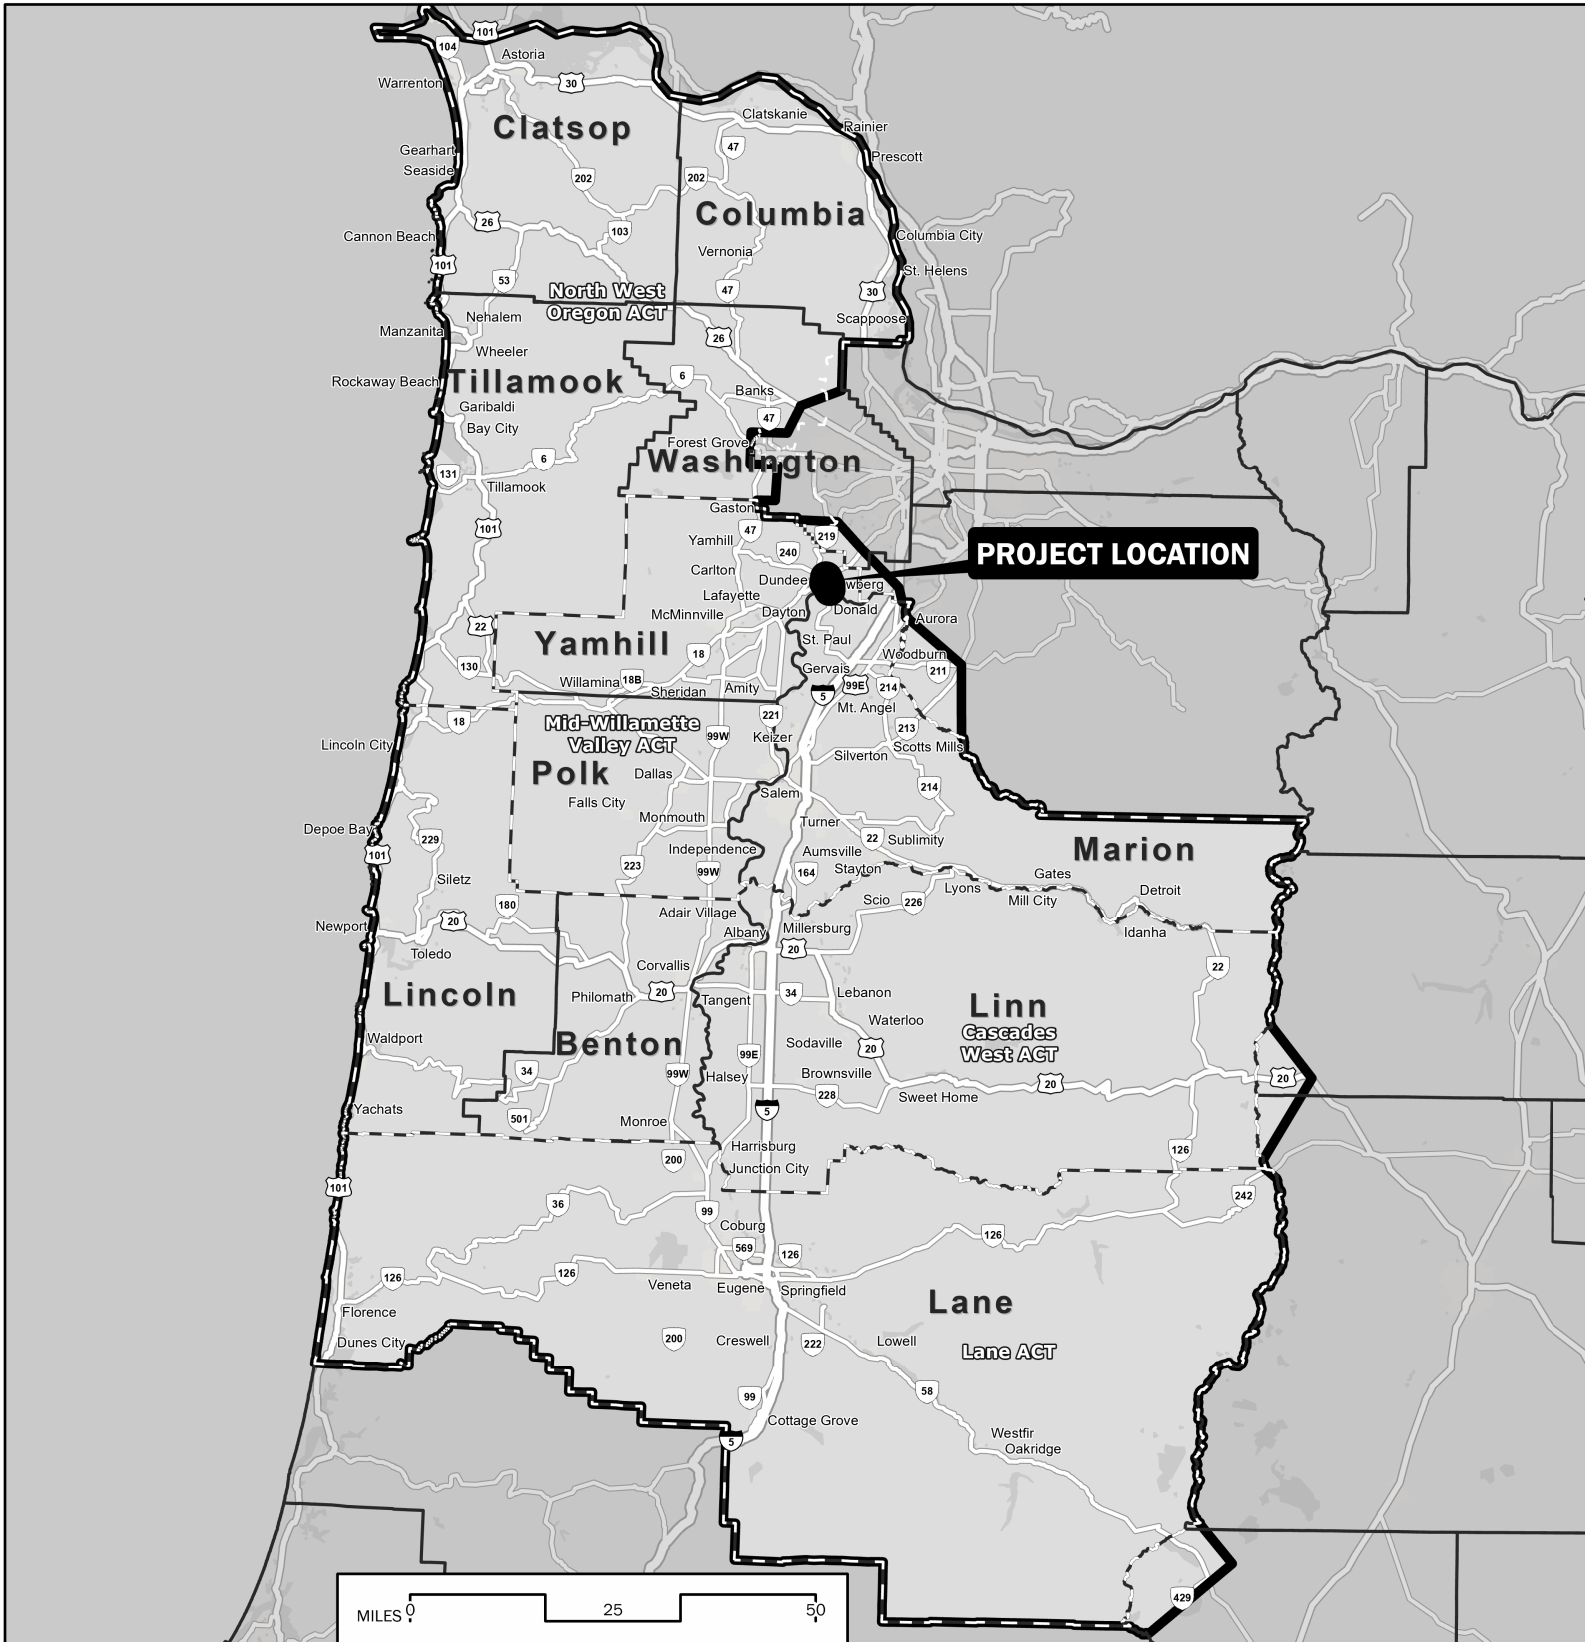 101
104
Astoria
30
Warrenton
Clatsop
Clatskanie
Rainier
47
Gearhart
Prescott
Seaside
202
202
Columbia
26
103
Cannon Beach
Columbia City
Vernonia
101
St. Helens
53
North West
Oregon ACT
47
30
Nehalem
Scappoose
Manzanita
26
Wheeler
Rockaway Beach
Tillamook
6
Banks
Garibaldi
47
Bay City
Forest Grove
6
Washington
131
Tillamook
Gaston
101
47
219
Yamhill
240
PROJECT LOCATION
Carlton
Dundee
wberg
Lafayette
McMinnville
Dayton
Donald
22
Aurora
Yamhill
St. Paul
18
Woodburn
130
Gervais
211
Willamina
18B
Sheridan
Amity
5
99E
214
Mt. Angel
18
Mid-Willamette
Valley ACT
221
213
99W
Keizer
Lincoln City
Scotts Mills
Silverton
Polk
Dallas
214
Salem
Falls City
Monmouth
Turner
Depoe Bay
229
22
Sublimity
Marion
101
Independence
Aumsville
223
99W
164
Stayton
Gates
Siletz
Lyons
Detroit
180
Scio
226
Mill City
20
Adair Village
Newport
Albany
Millersburg
Idanha
20
Toledo
Corvallis
22
Lincoln
Philomath
20
Tangent
34
Lebanon
Linn
Waterloo
Cascades
West ACT
Waldport
Benton
Sodaville
20
99E
34
99W
Halsey
Brownsville
20
20
228
Sweet Home
Yachats
501
5
Monroe
Harrisburg
126
200
Junction City
101
242
36
99
Coburg
126
569
126
126
126
Veneta
Eugene
Springfield
Lane
Florence
Dunes City
200
Creswell
222
Lowell
Lane ACT
99
58
Cottage Grove
5
Westfir
Oakridge
429
MILES
0
25
50